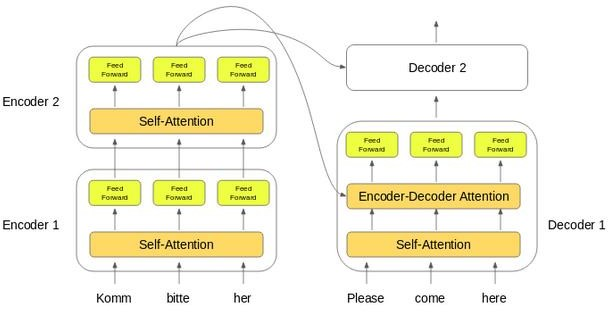 Encoder 2
Feed
Forward
Feed
Forward
Feed
Forward
Self-Attention
Encoder 1
Feed
Forward
Feed
Forward
Feed
Forward
Self-Attention
Komm bitte her
Decoder 2
Decoder 1
Feed
Forward
Feed
Forward
Feed
Forward
Encoder-Decoder Attention
Self-Attention
Please come here